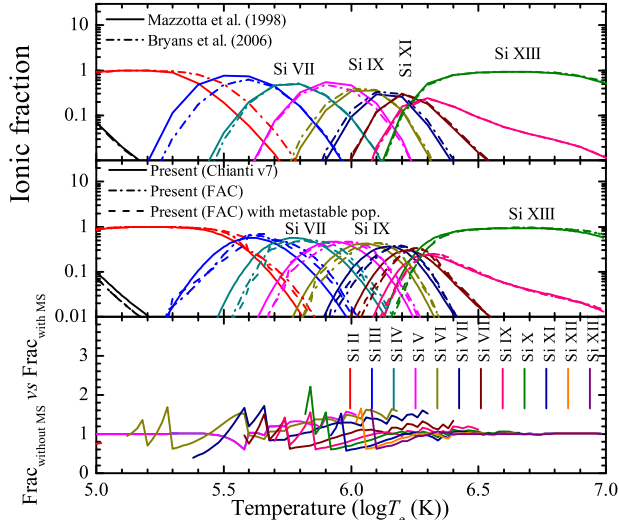 Mazzotta et al. (1998)
Bryans et al. (2006)
Si VII
Si IX
Si XI
Si XIII
10
1
0.1
Ionic fraction
Present (Chianti v7)
Present (FAC)
Present (FAC) with metastable pop.
Si VII
Si IX
Si XIII
10
1
0.1
0.01
Si II
Si III
Si IV
Si V
Si VI
Si VII
Si VII
Si IX
Si X
Si XI
Si XII
Si XII
3
2
1
0
Frac without MS vs Frac with MS
5.0
5.5
6.0
6.5
7.0
Temperature (logTe (K))